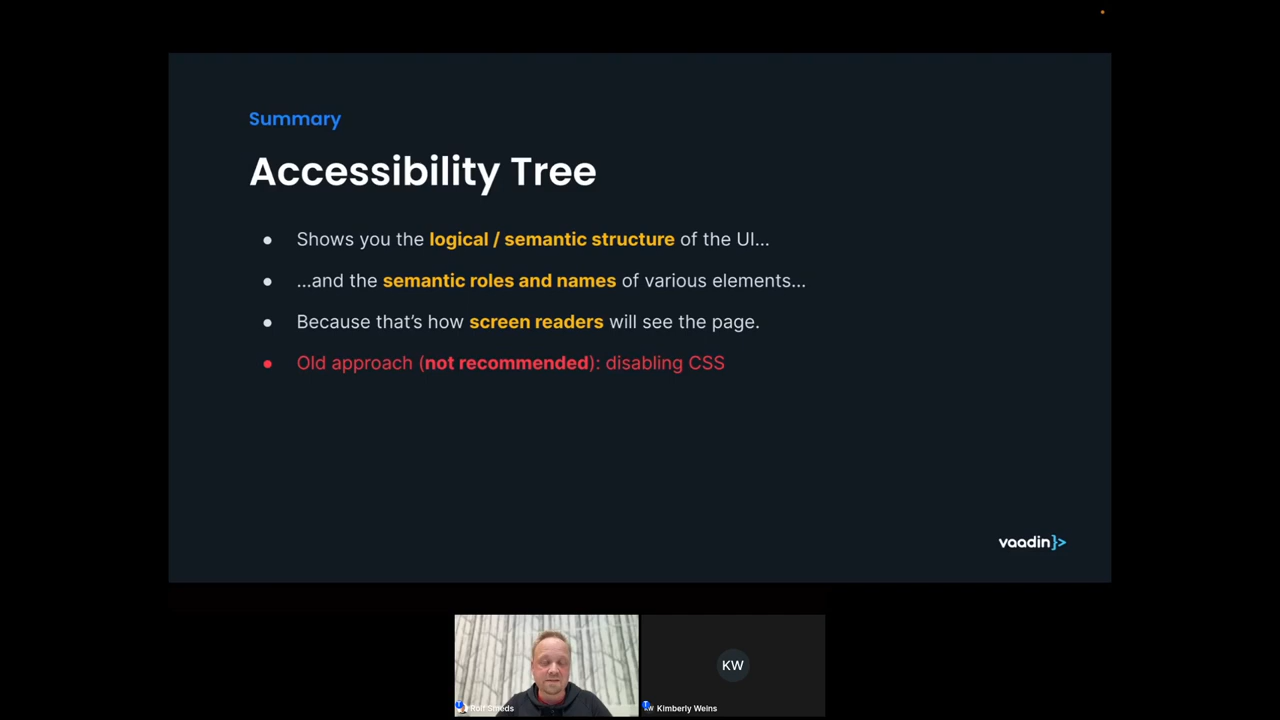 Summary
Accessibility Tree
● Shows you the logical / semantic structure of the UI...
● ...and the semantic roles and names of various elements...
● Because that’s how screen readers will see the page.
● Old approach (not recommended): disabling CSS
vaadin}>
KW
Rolf Smeds
Kimberly Weins